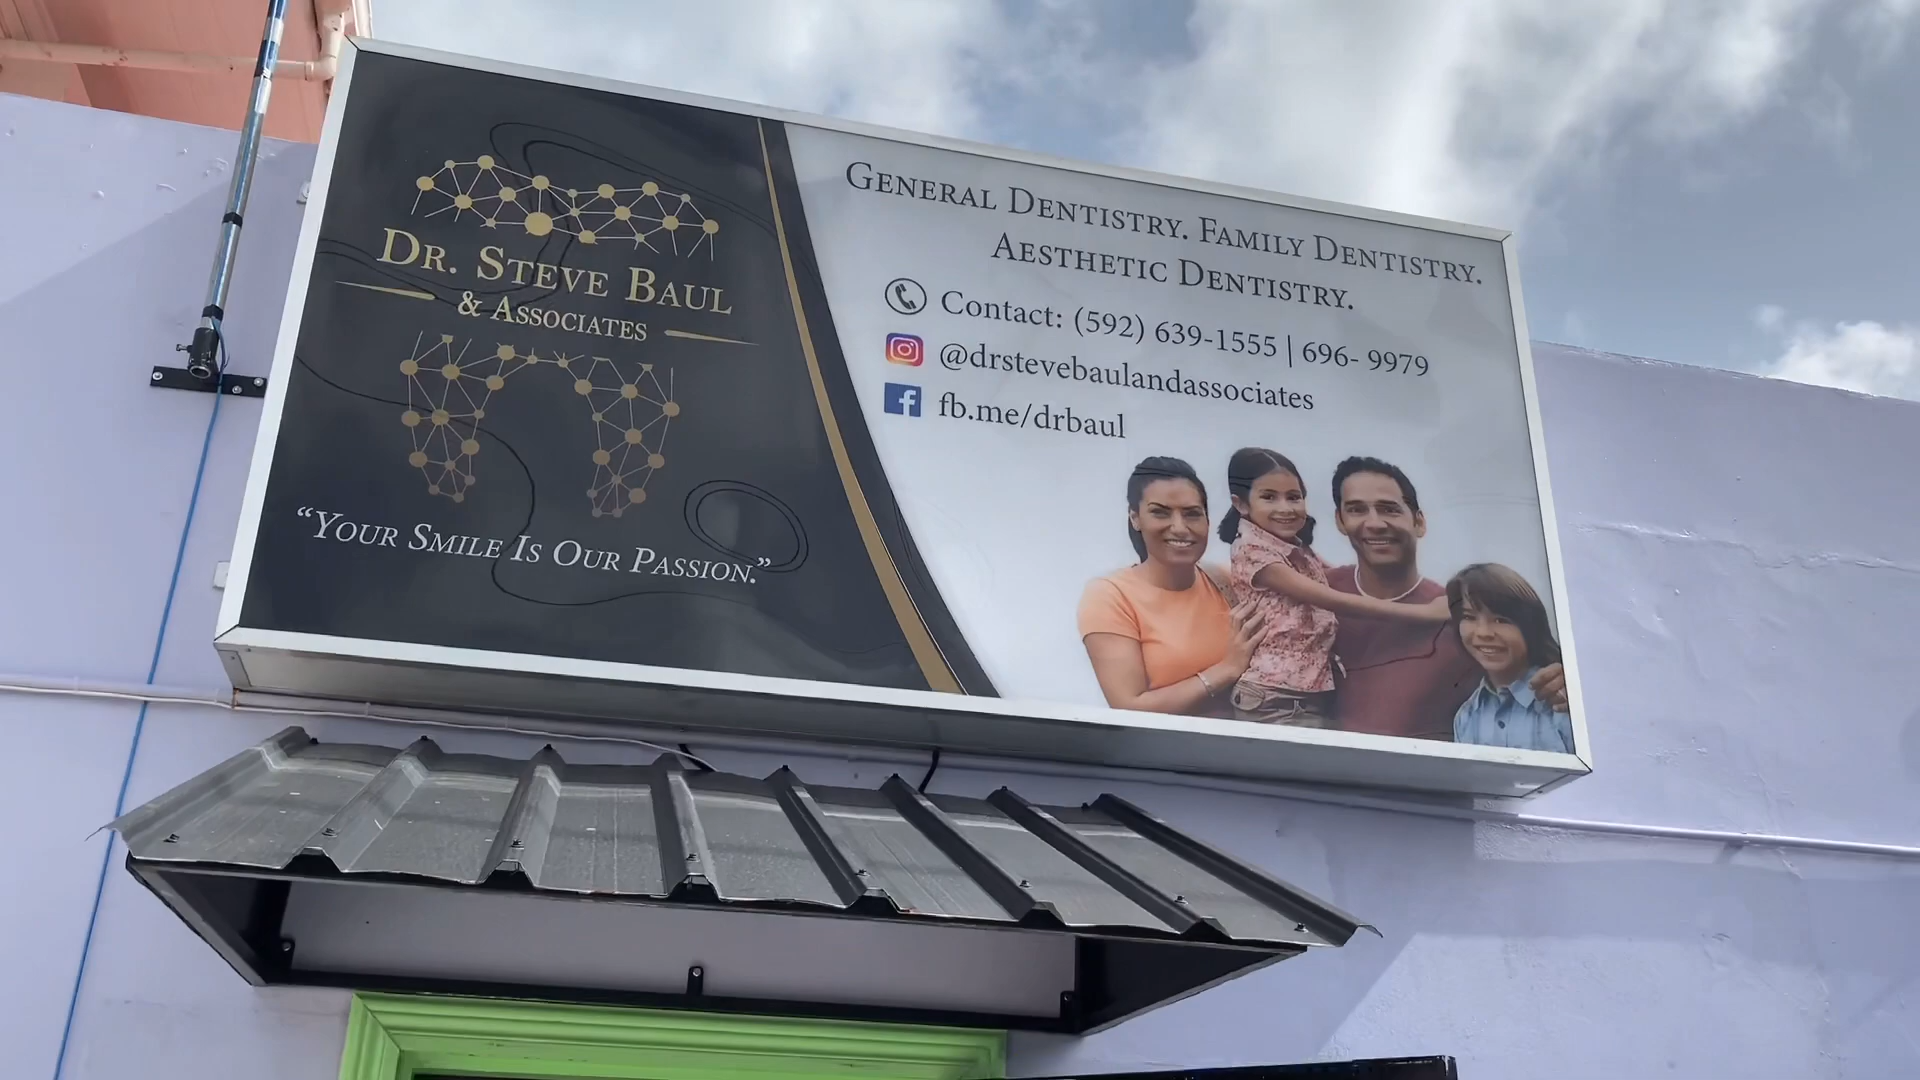 DR. STEVE BAUL
& ASSOCIATES
“YOUR SMILE IS OUR PASSION.”
GENERAL DENTISTRY. FAMILY DENTISTRY.
AESTHETIC DENTISTRY.
Contact: (592) 639-1555 | 696- 9979
@drstevebaulandassociates
fb.me/drbaul